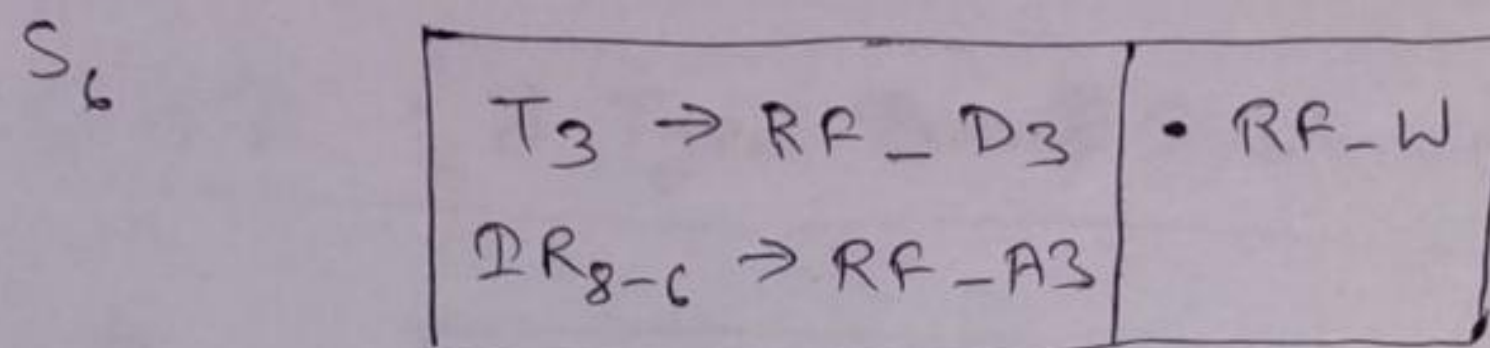 S₆
T₃ → RF_D3 • RF_W
IR₈₋₆ → RF_A3